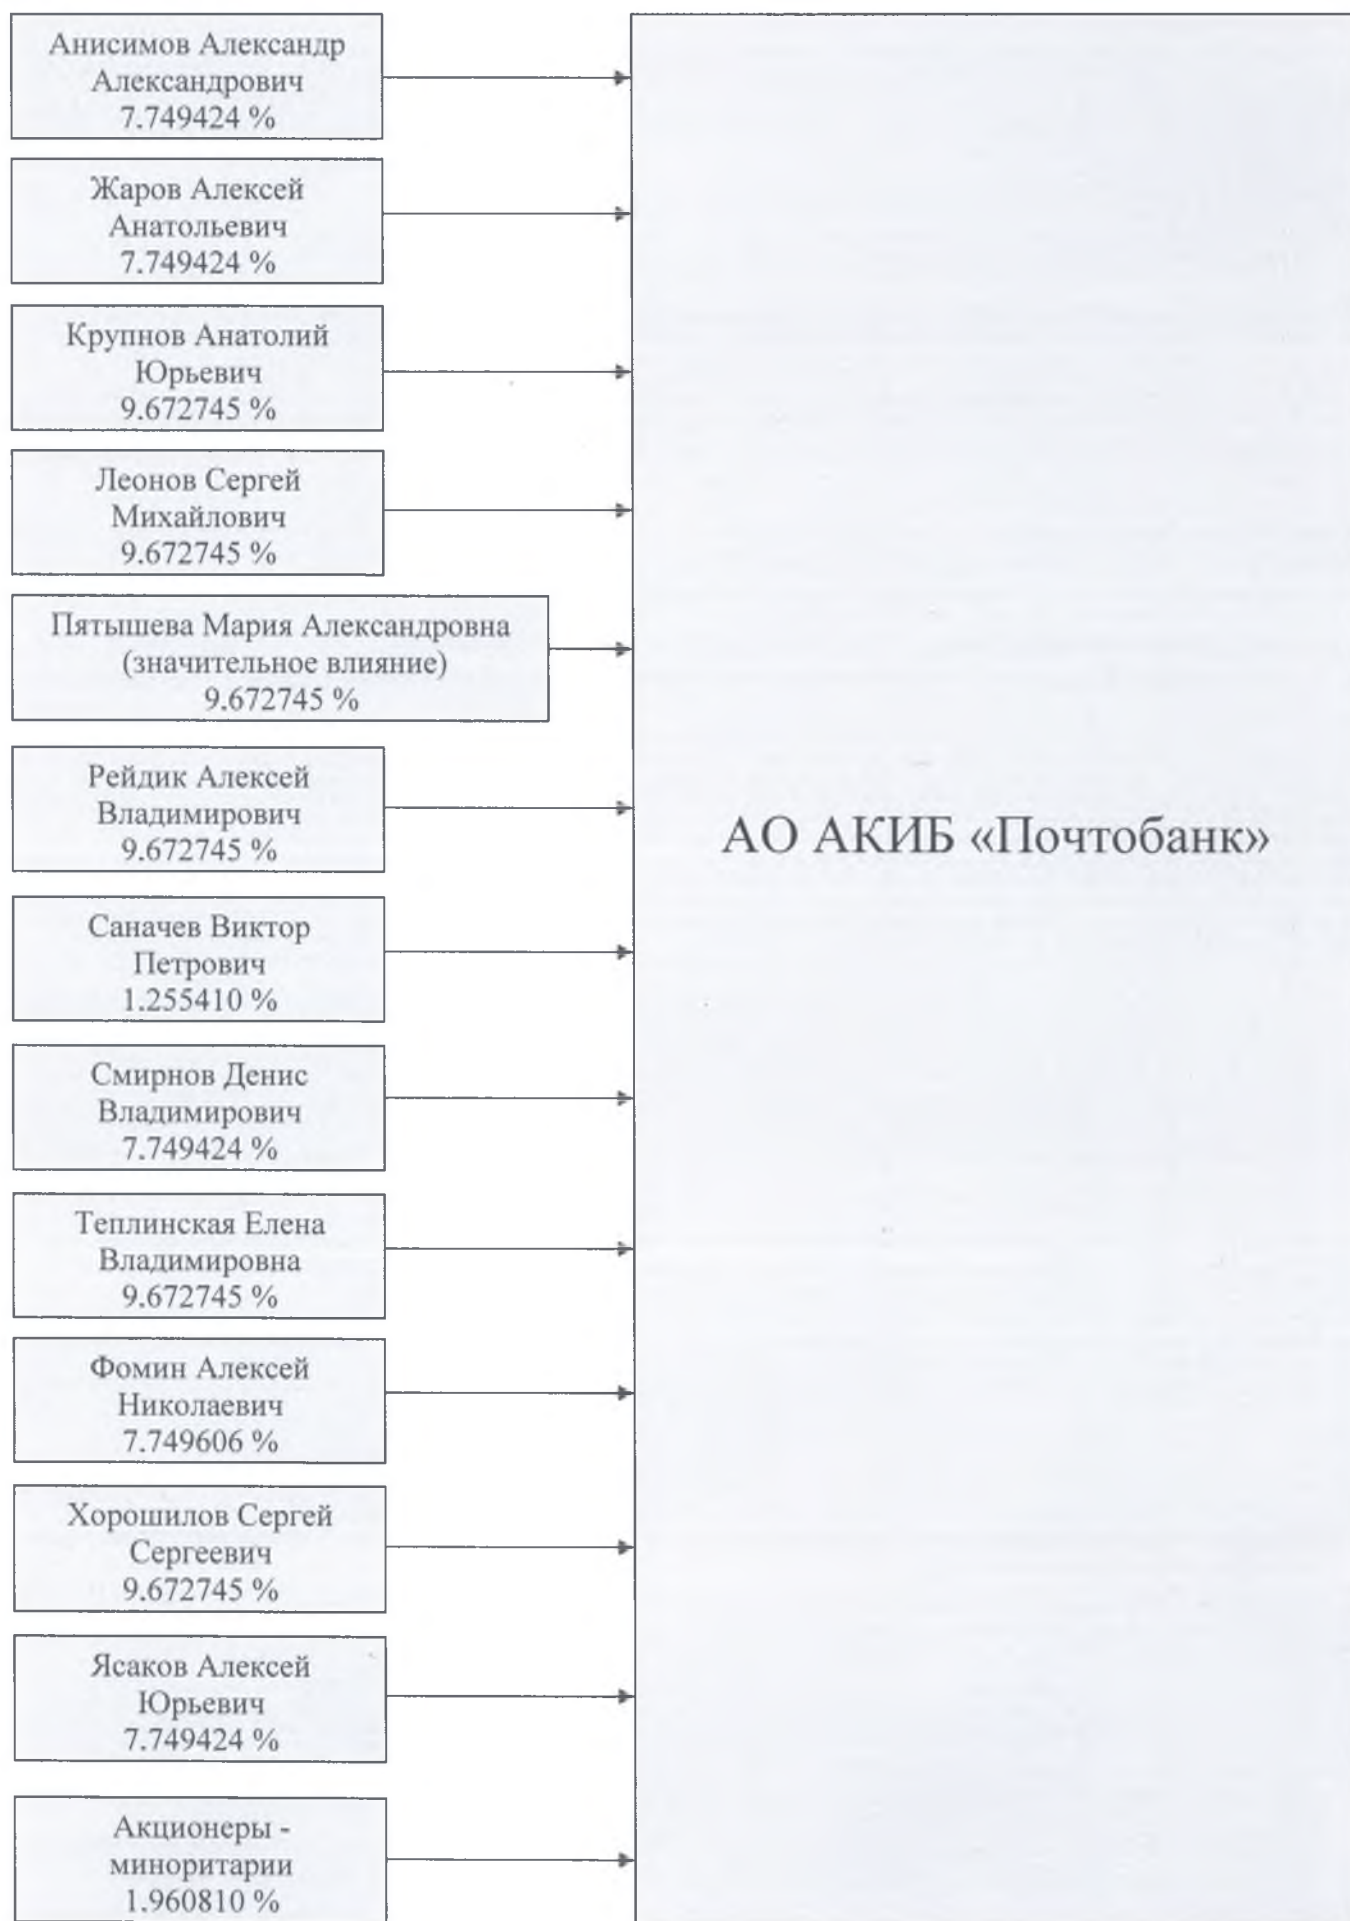 Анисимов Александр
Александрович
7.749424 %
Жаров Алексей
Анатольевич
7.749424 %
Крупнов Анатолий
Юрьевич
9.672745 %
Леонов Сергей
Михайлович
9.672745 %
Пятышева Мария Александровна
(значительное влияние)
9.672745 %
Рейдик Алексей
Владимирович
9.672745 %
АО АКИБ «Почтобанк»
Саначев Виктор
Петрович
1.255410 %
Смирнов Денис
Владимирович
7.749424 %
Теплинская Елена
Владимировна
9.672745 %
Фомин Алексей
Николаевич
7.749606 %
Хорошилов Сергей
Сергеевич
9.672745 %
Ясаков Алексей
Юрьевич
7.749424 %
Акционеры -
миноритарии
1.960810 %